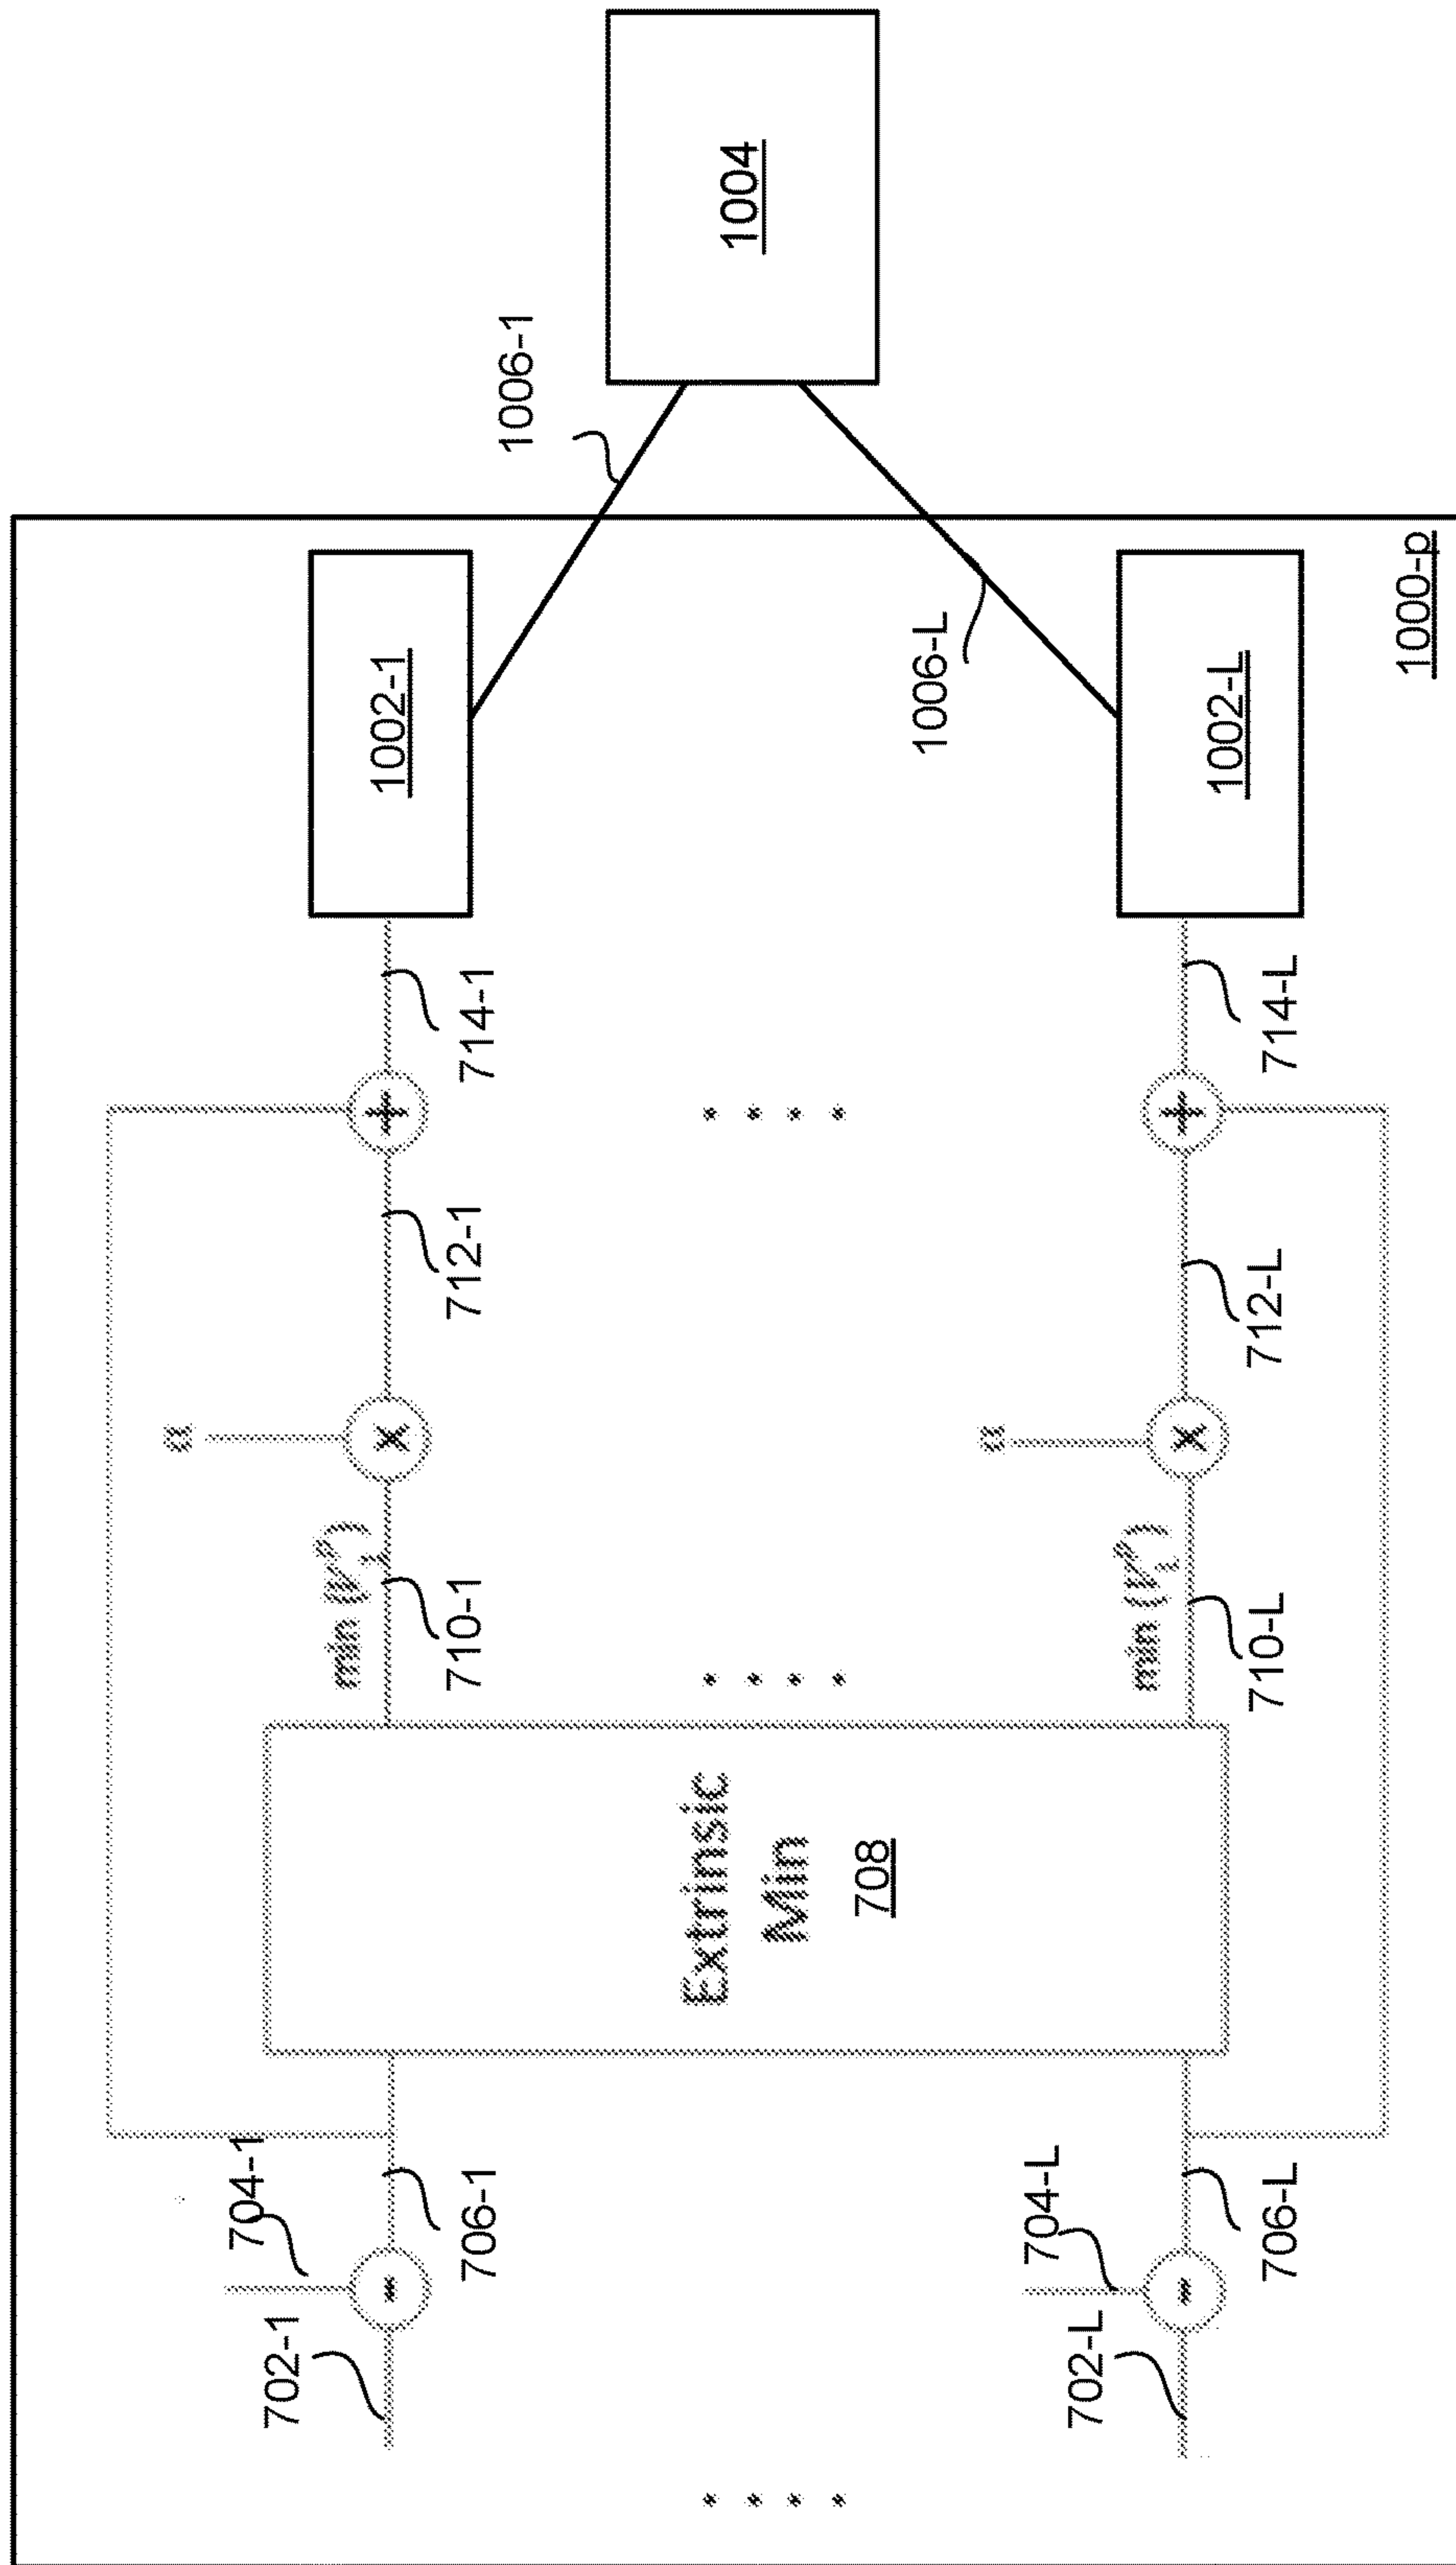 702-1
704-1
706-1
Extrinsic
Min
708
710-1
α
x
712-1
+
714-1
1002-1
1006-1
1004
702-L
-
704-L
706-L
710-L
α
x
712-L
+
714-L
1002-L
1006-L
1000-p
-